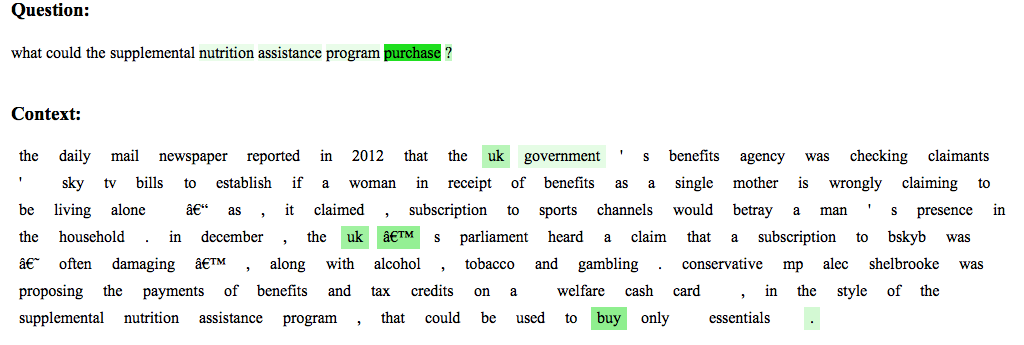 Question:
what could the supplemental nutrition assistance program purchase ?
Context:
the daily mail newspaper reported in 2012 that the uk government ' s benefits agency was checking claimants
' sky tv bills to establish if a woman in receipt of benefits as a single mother is wrongly claiming to
be living alone â€“ as , it claimed , subscription to sports channels would betray a man ' s presence in
the household . in december , the uk â€™ s parliament heard a claim that a subscription to bskyb was
â€˜ often damaging â€™ , along with alcohol , tobacco and gambling . conservative mp alec shelbrooke was
proposing the payments of benefits and tax credits on a welfare cash card , in the style of the
supplemental nutrition assistance program , that could be used to buy only essentials .